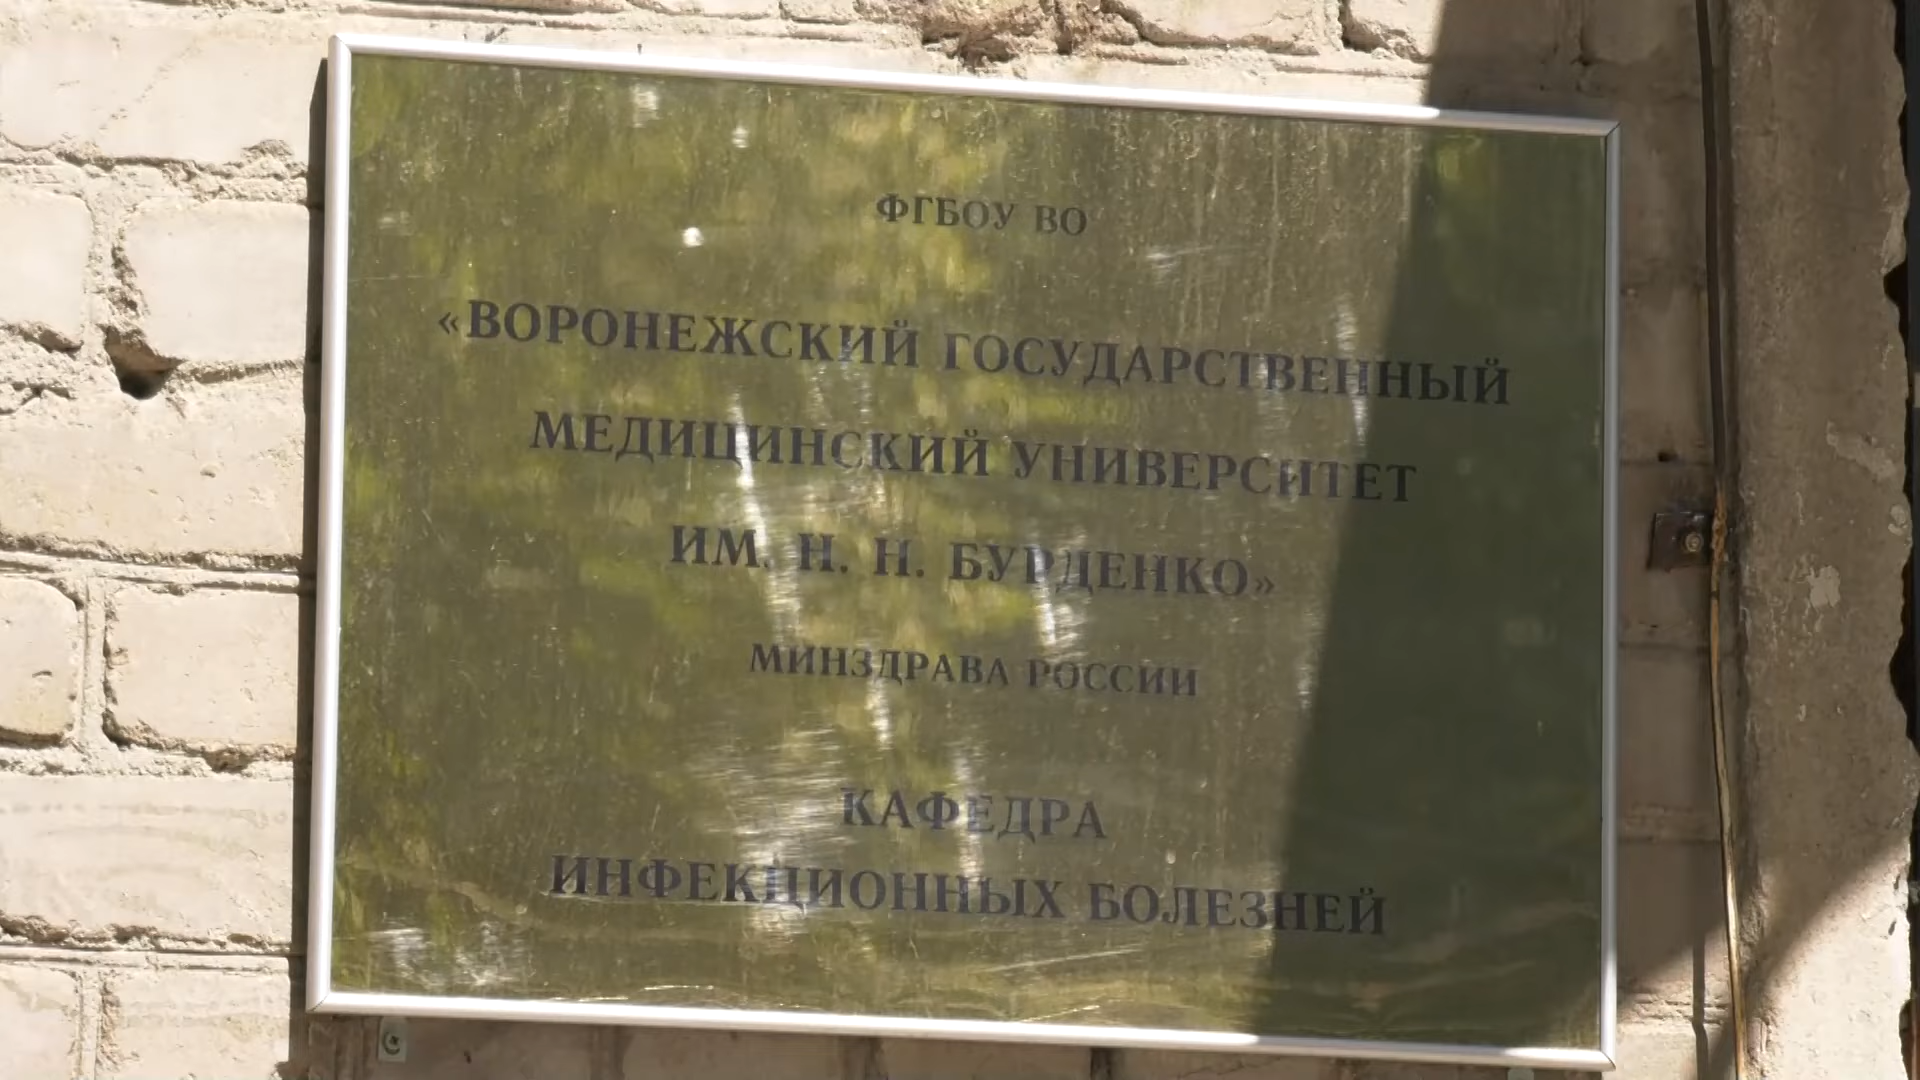 ФГБОУ ВО
«ВОРОНЕЖСКИЙ ГОСУДАРСТВЕННЫЙ
МЕДИЦИНСКИЙ УНИВЕРСИТЕТ
ИМ. Н. Н. БУРДЕНКО»
МИНЗДРАВА РОССИИ
КАФЕДРА
ИНФЕКЦИОННЫХ БОЛЕЗНЕЙ